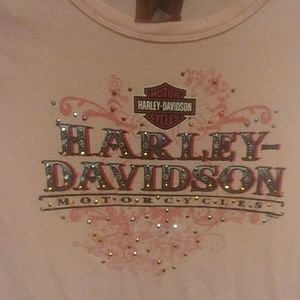 MOTOR
HARLEY-DAVIDSON
CYCLES
HARLEY-
DAVIDSON
MOTORCYCLES